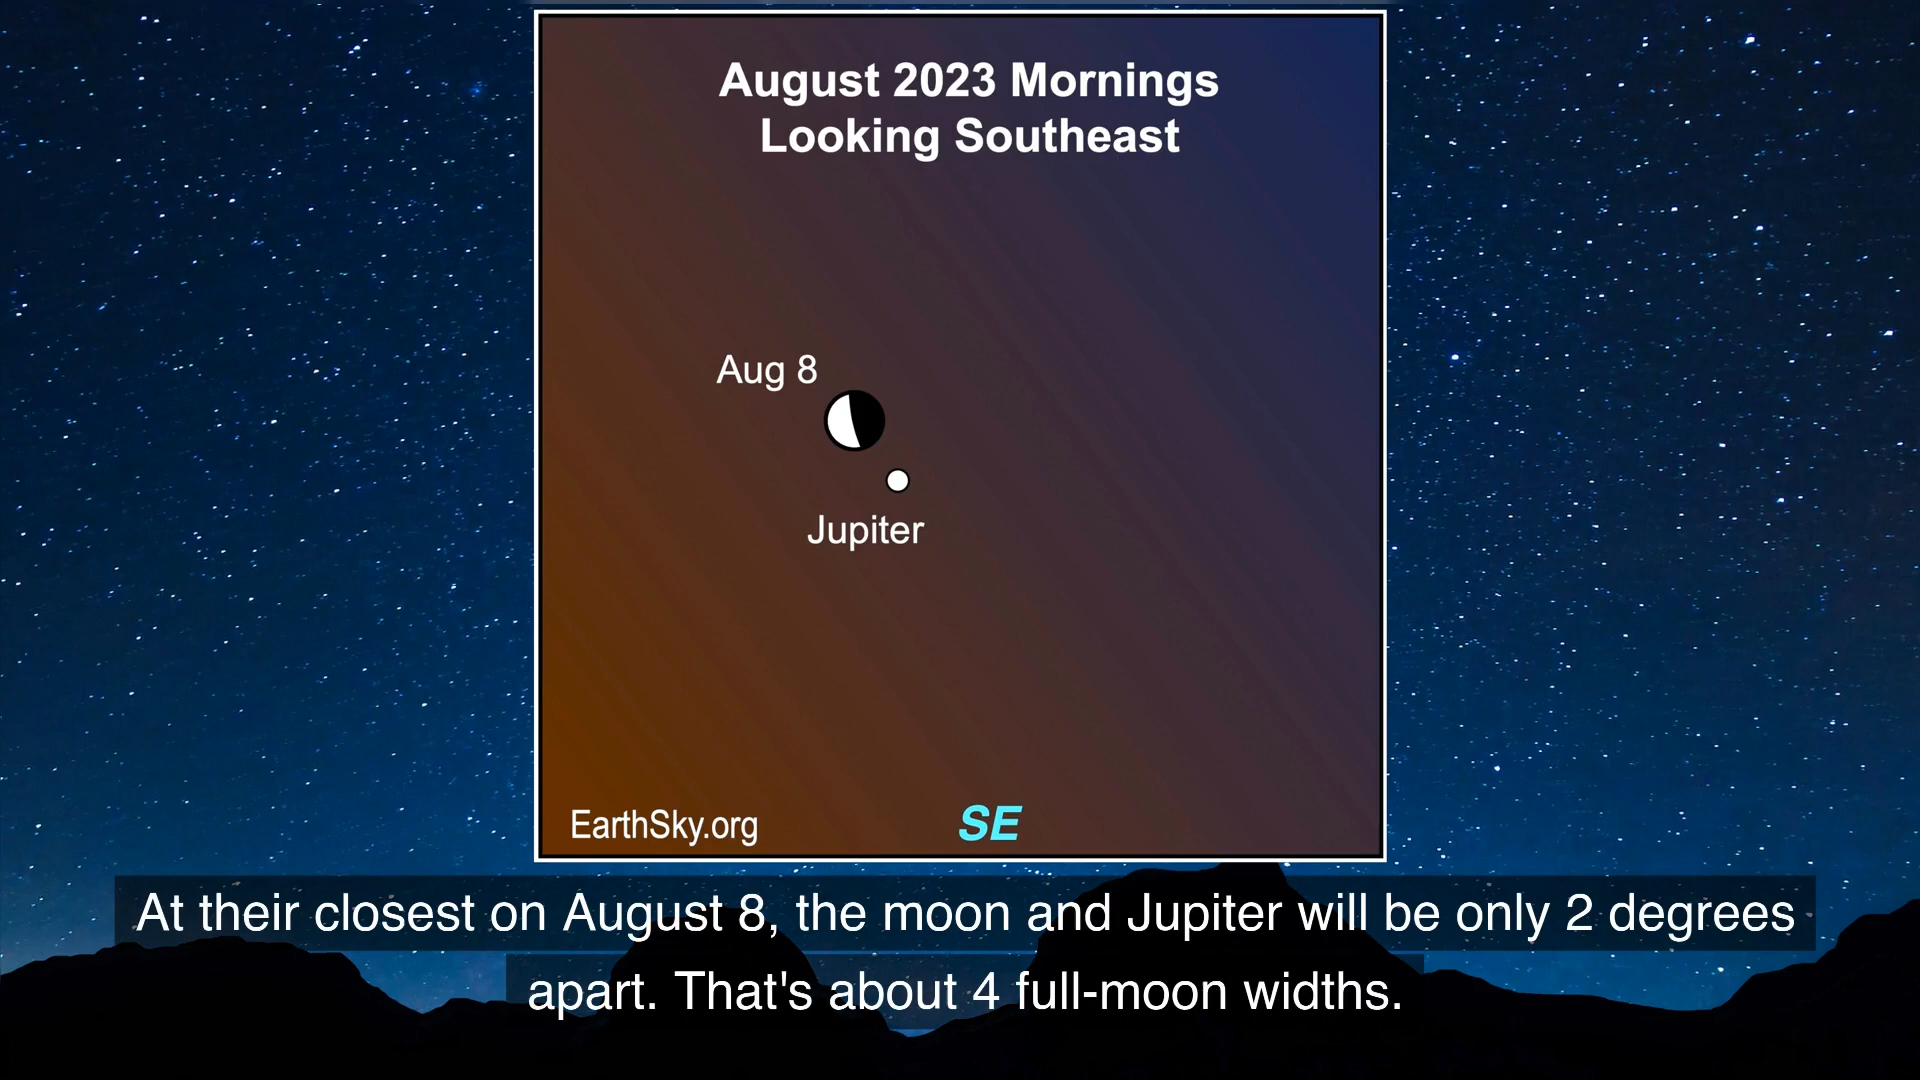 August 2023 Mornings
Looking Southeast
Aug 8
Jupiter
EarthSky.org
SE
At their closest on August 8, the moon and Jupiter will be only 2 degrees
apart. That's about 4 full-moon widths.